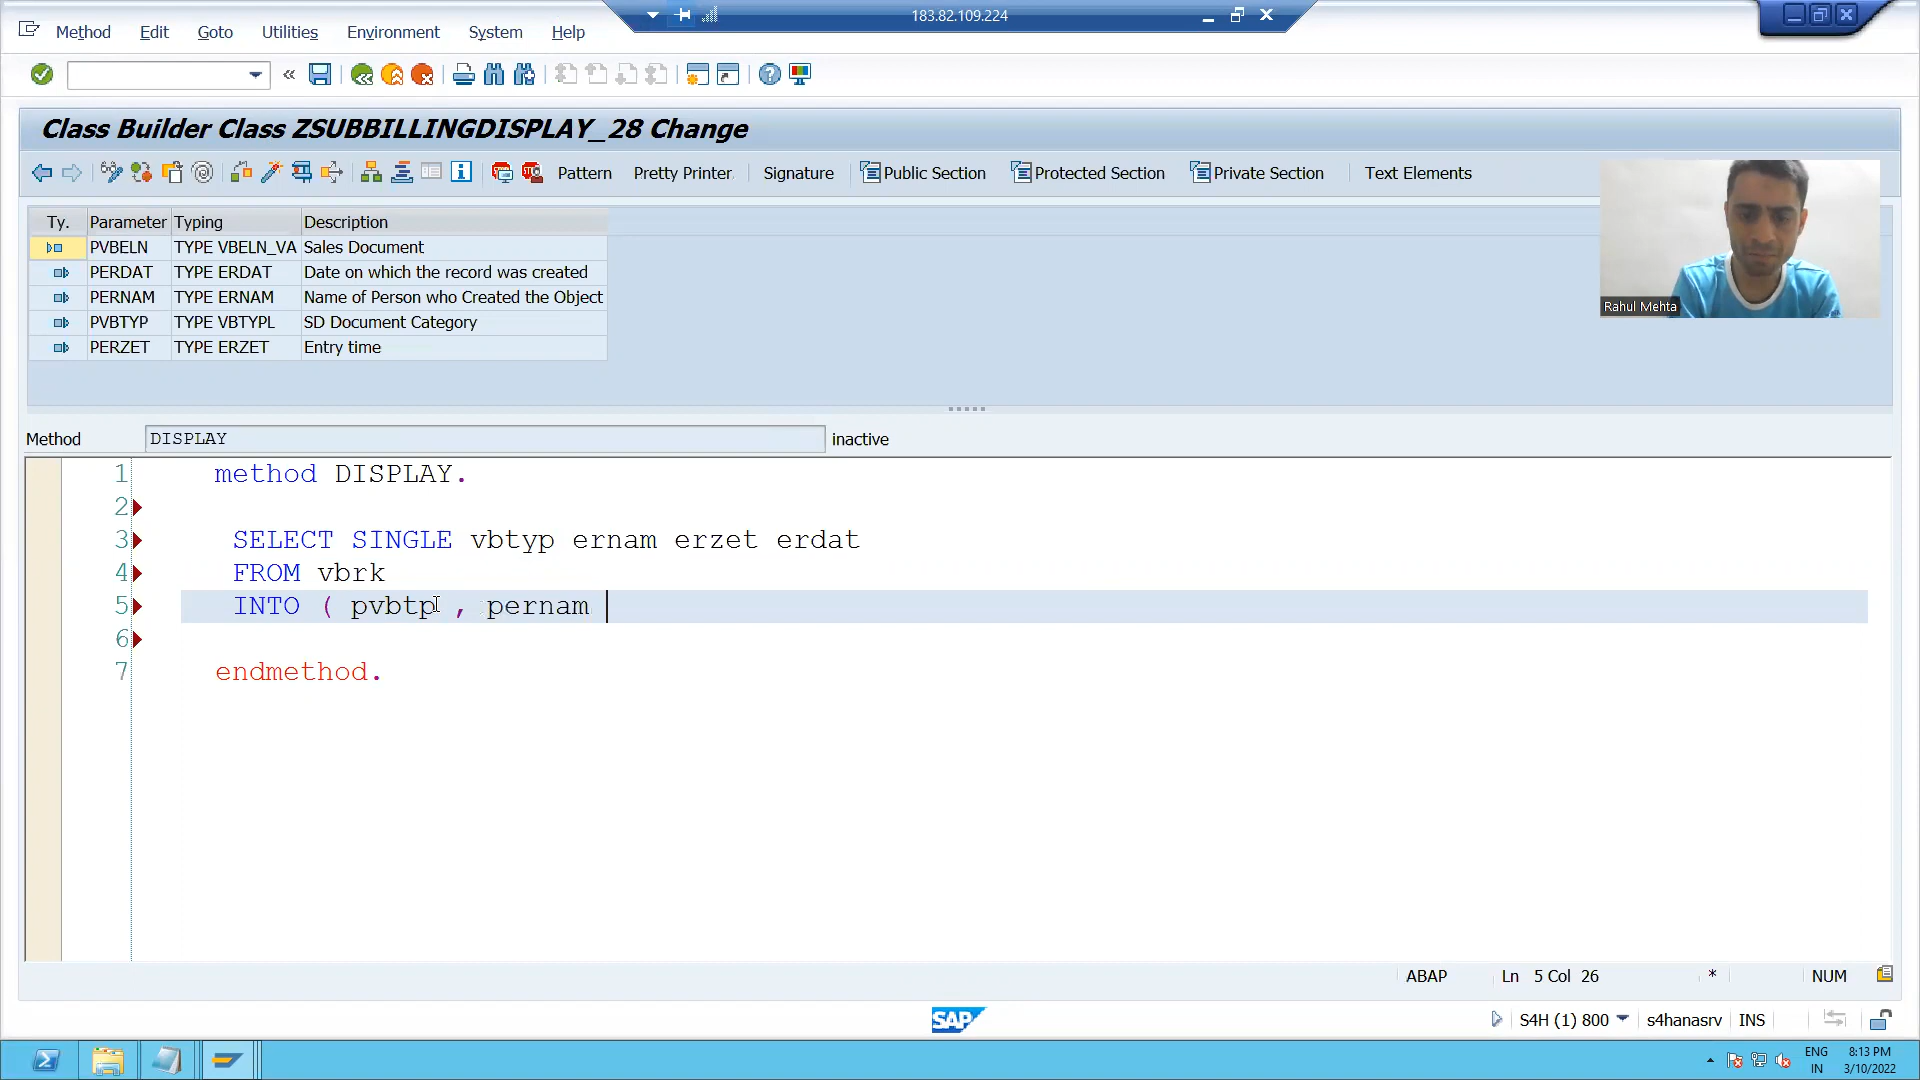 183.82.109.224
Method Edit Goto Utilities Environment System Help
Class Builder Class ZSUBBILLINGDISPLAY_28 Change
Pattern Pretty Printer Signature Public Section Protected Section Private Section Text Elements
Ty. Parameter Typing Description
PVBELN TYPE VBELN_VA Sales Document
PERDAT TYPE ERDAT Date on which the record was created
PERNAM TYPE ERNAM Name of Person who Created the Object
PVBTYP TYPE VBTYPL SD Document Category
PERZET TYPE ERZET Entry time
Rahul Mehta
Method DISPLAY inactive
1 method DISPLAY.
2
3 SELECT SINGLE vbtyp ernam erzet erdat
4 FROM vbrk
5 INTO ( pvbtp , pernam
6
7 endmethod.
ABAP Ln 5 Col 26 * NUM
SAP S4H (1) 800 s4hanasrv INS
ENG 8:13 PM
IN 3/10/2022